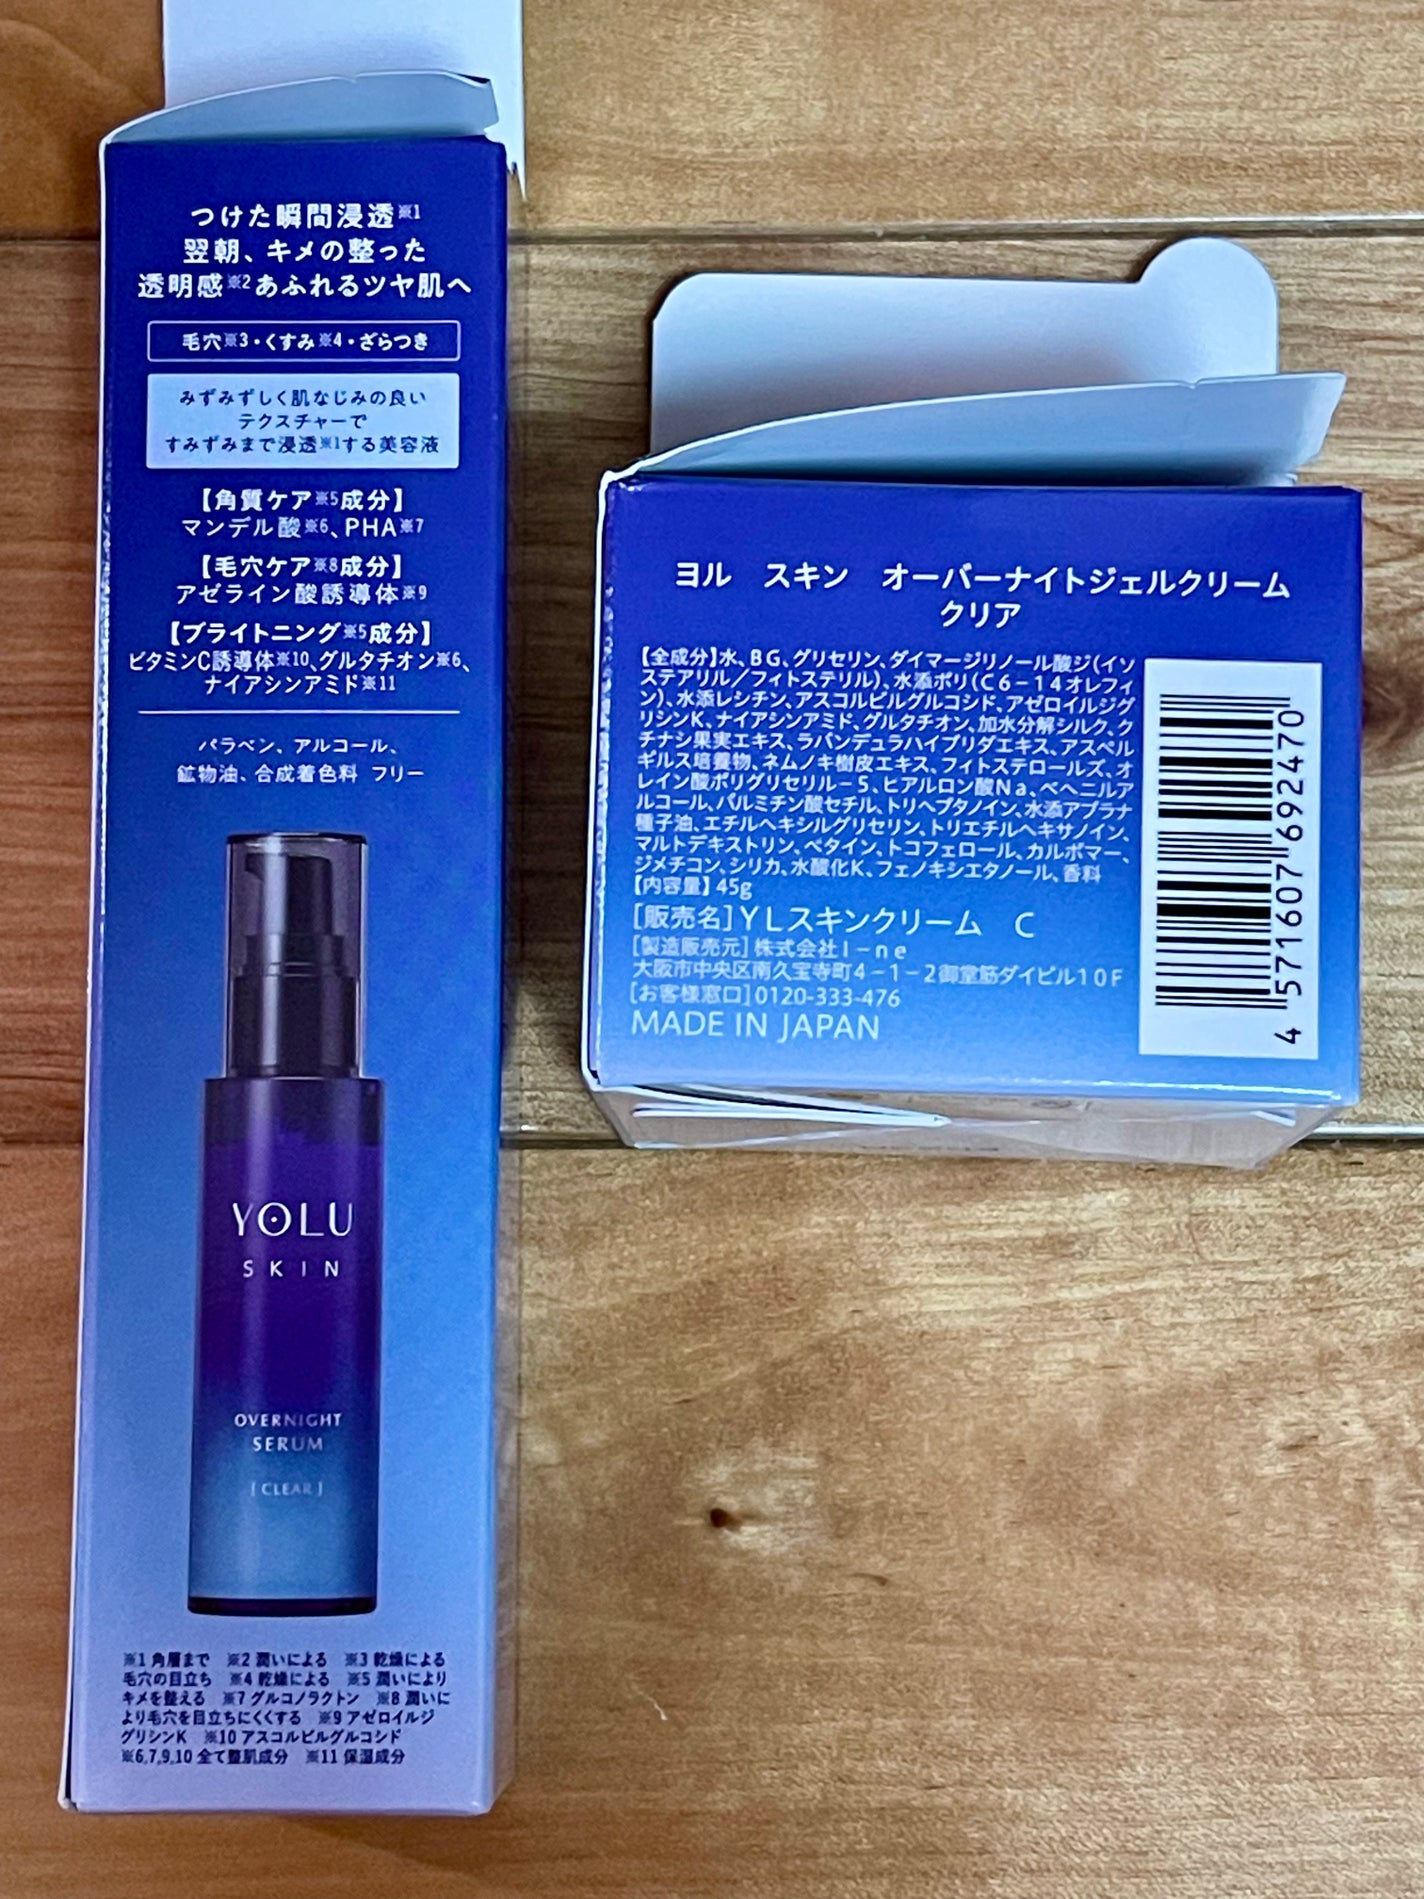 つけた瞬間浸透※1
翌朝、キメの整った
透明感※2あふれるツヤ肌へ
毛穴※3・くすみ※4・ざらつき
みずみずしく肌なじみの良い
テクスチャーで
すみずみまで浸透※1する美容液
【角質ケア※5成分】
マンデル酸※6、PHA※7
【毛穴ケア※8成分】
アゼライン酸誘導体※9
【ブライトニング※5成分】
ビタミンC誘導体※10、グルタチオン※6、
ナイアシンアミド※11
パラベン、アルコール、
鉱物油、合成着色料 フリー
YOLU
SKIN
OVERNIGHT
SERUM
[CLEAR]
※1 角層まで ※2 潤いによる ※3 乾燥による
毛穴の目立ち ※4 乾燥による ※5 潤いにより
キメを整える ※7 グルコノラクトン ※8 潤いに
より毛穴を目立ちにくくする ※9 アゼロイルジ
グリシンK ※10 アスコルビルグルコシド
※6,7,9,10 全て整肌成分 ※11 保湿成分
ヨル スキン オーバーナイトジェルクリーム
クリア
【全成分】水、BG、グリセリン、ダイマージリノール酸ジ(イソ
ステアリル/フィトステリル)、水添ポリ(C6-14オレフィ
ン)、水添レシチン、アスコルビルグルコシド、アゼロイルジグ
リシンK、ナイアシンアミド、グルタチオン、加水分解シルク、ク
チナシ果実エキス、ラバンデュラハイブリダエキス、アスペル
ギルス培養物、ネムノキ樹皮エキス、フィトステロールズ、オ
レイン酸ポリグリセリル-5、ヒアルロン酸Na、ベヘニルア
ルコール、パルミチン酸セチル、トリヘプタノイン、水添アブラナ
種子油、エチルヘキシルグリセリン、トリエチルヘキサノイン、
マルトデキストリン、ベタイン、トコフェロール、カルボマー、
ジメチコン、シリカ、水酸化K、フェノキシエタノール、香料
【内容量】45g
[販売名]YLスキンクリーム C
[製造販売元]株式会社I-ne
大阪市中央区南久宝寺町4-1-2御堂筋ダイビル10F
[お客様窓口]0120-333-476
MADE IN JAPAN
4 571607 692470